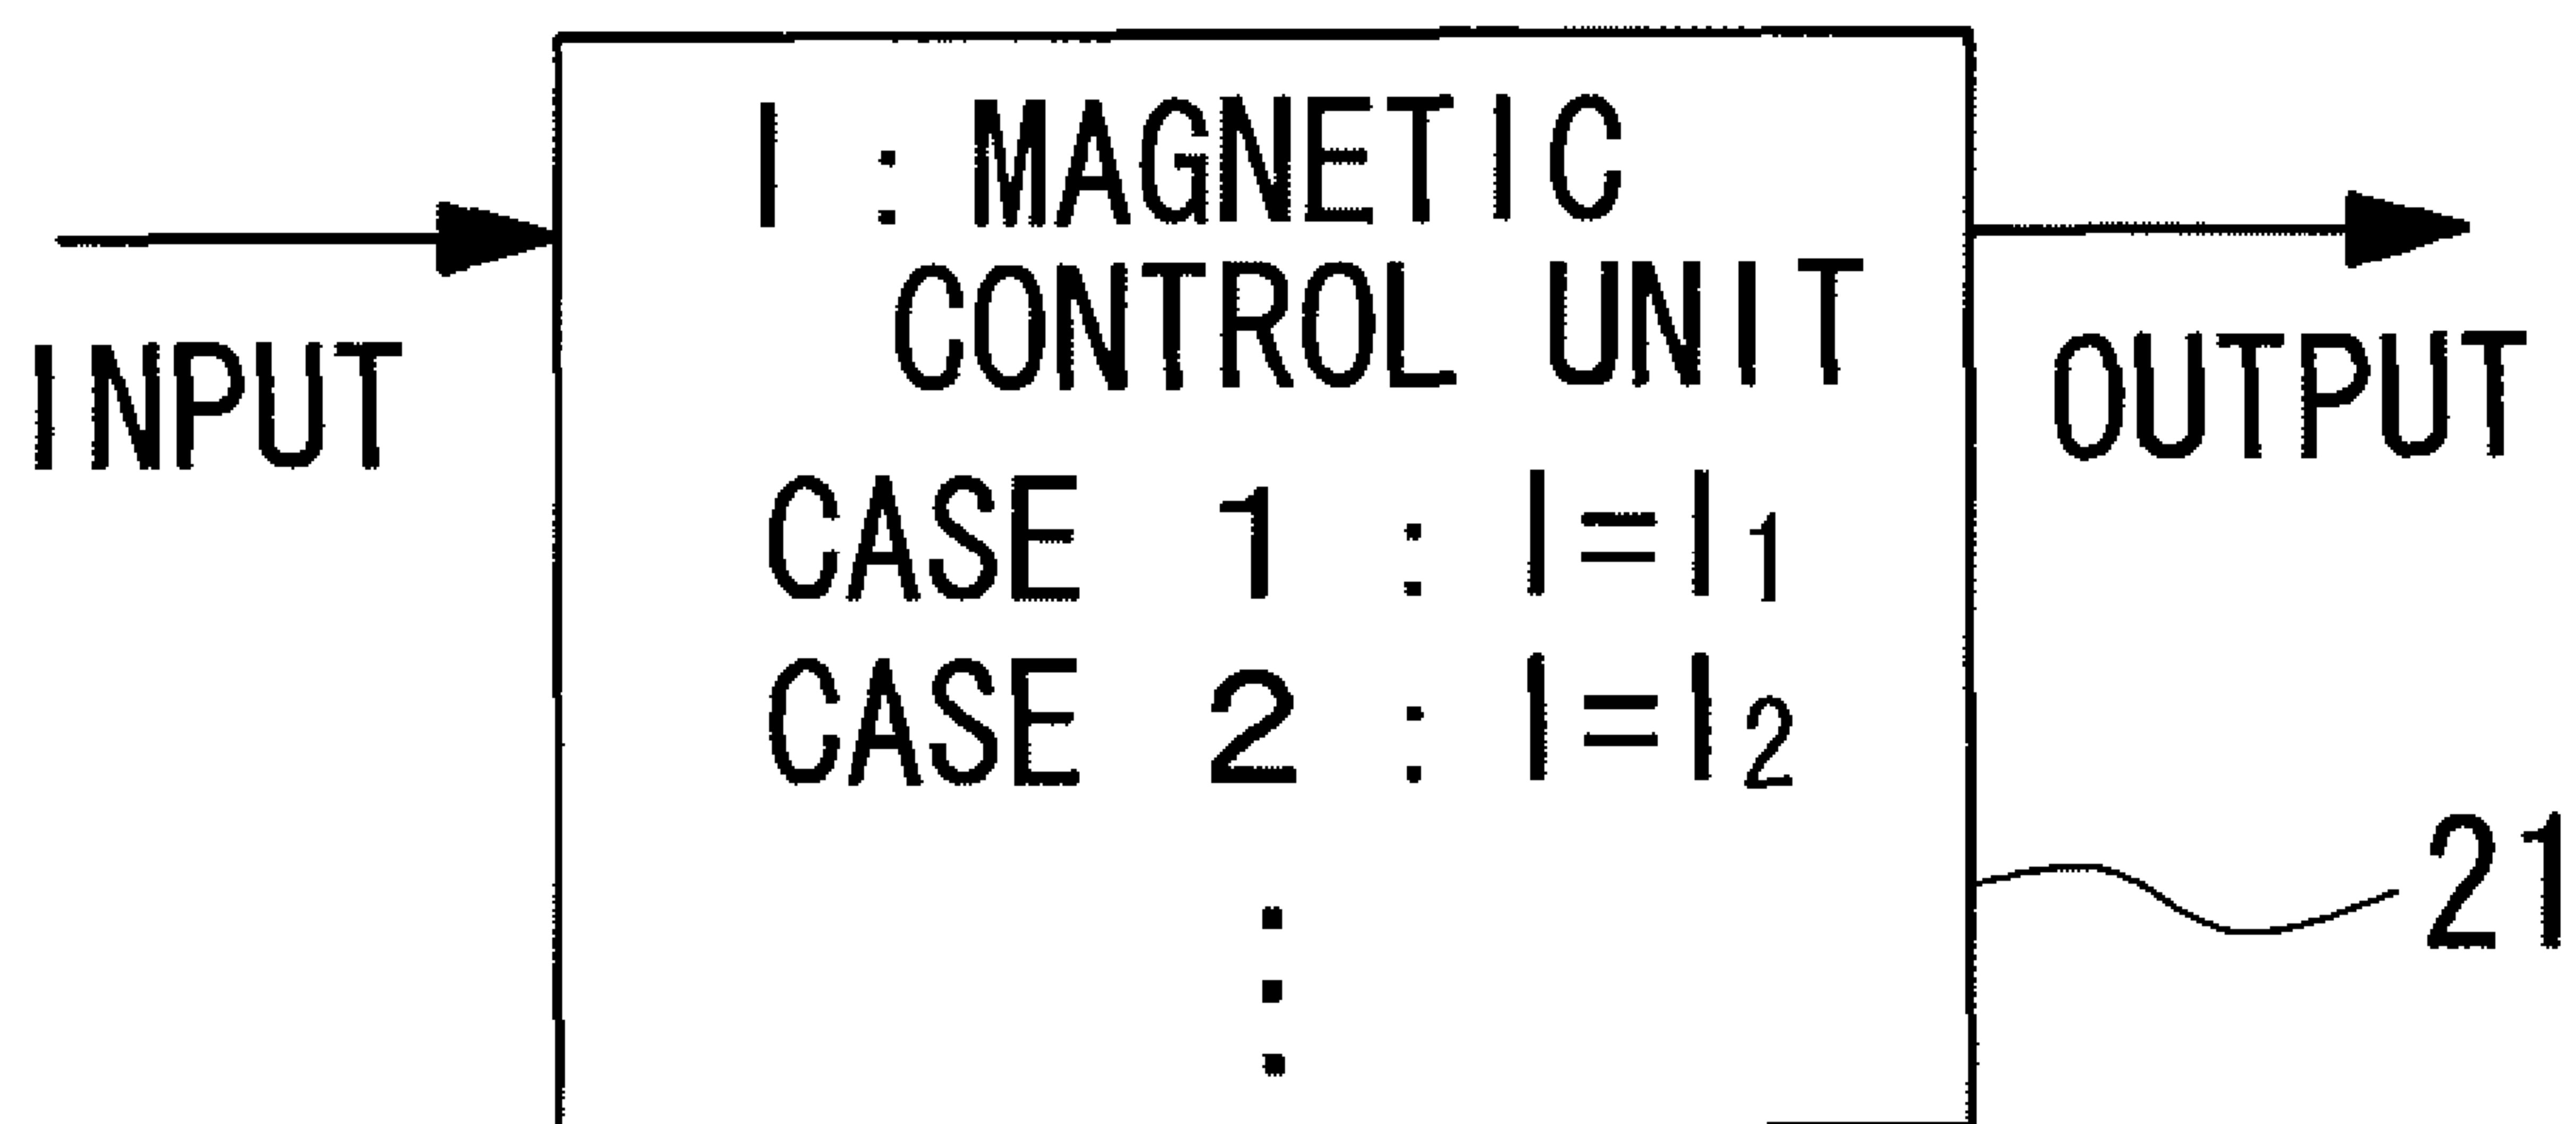 I : MAGNETIC
CONTROL UNIT
INPUT
OUTPUT
CASE 1 : I=I₁
CASE 2 : I=I₂
21